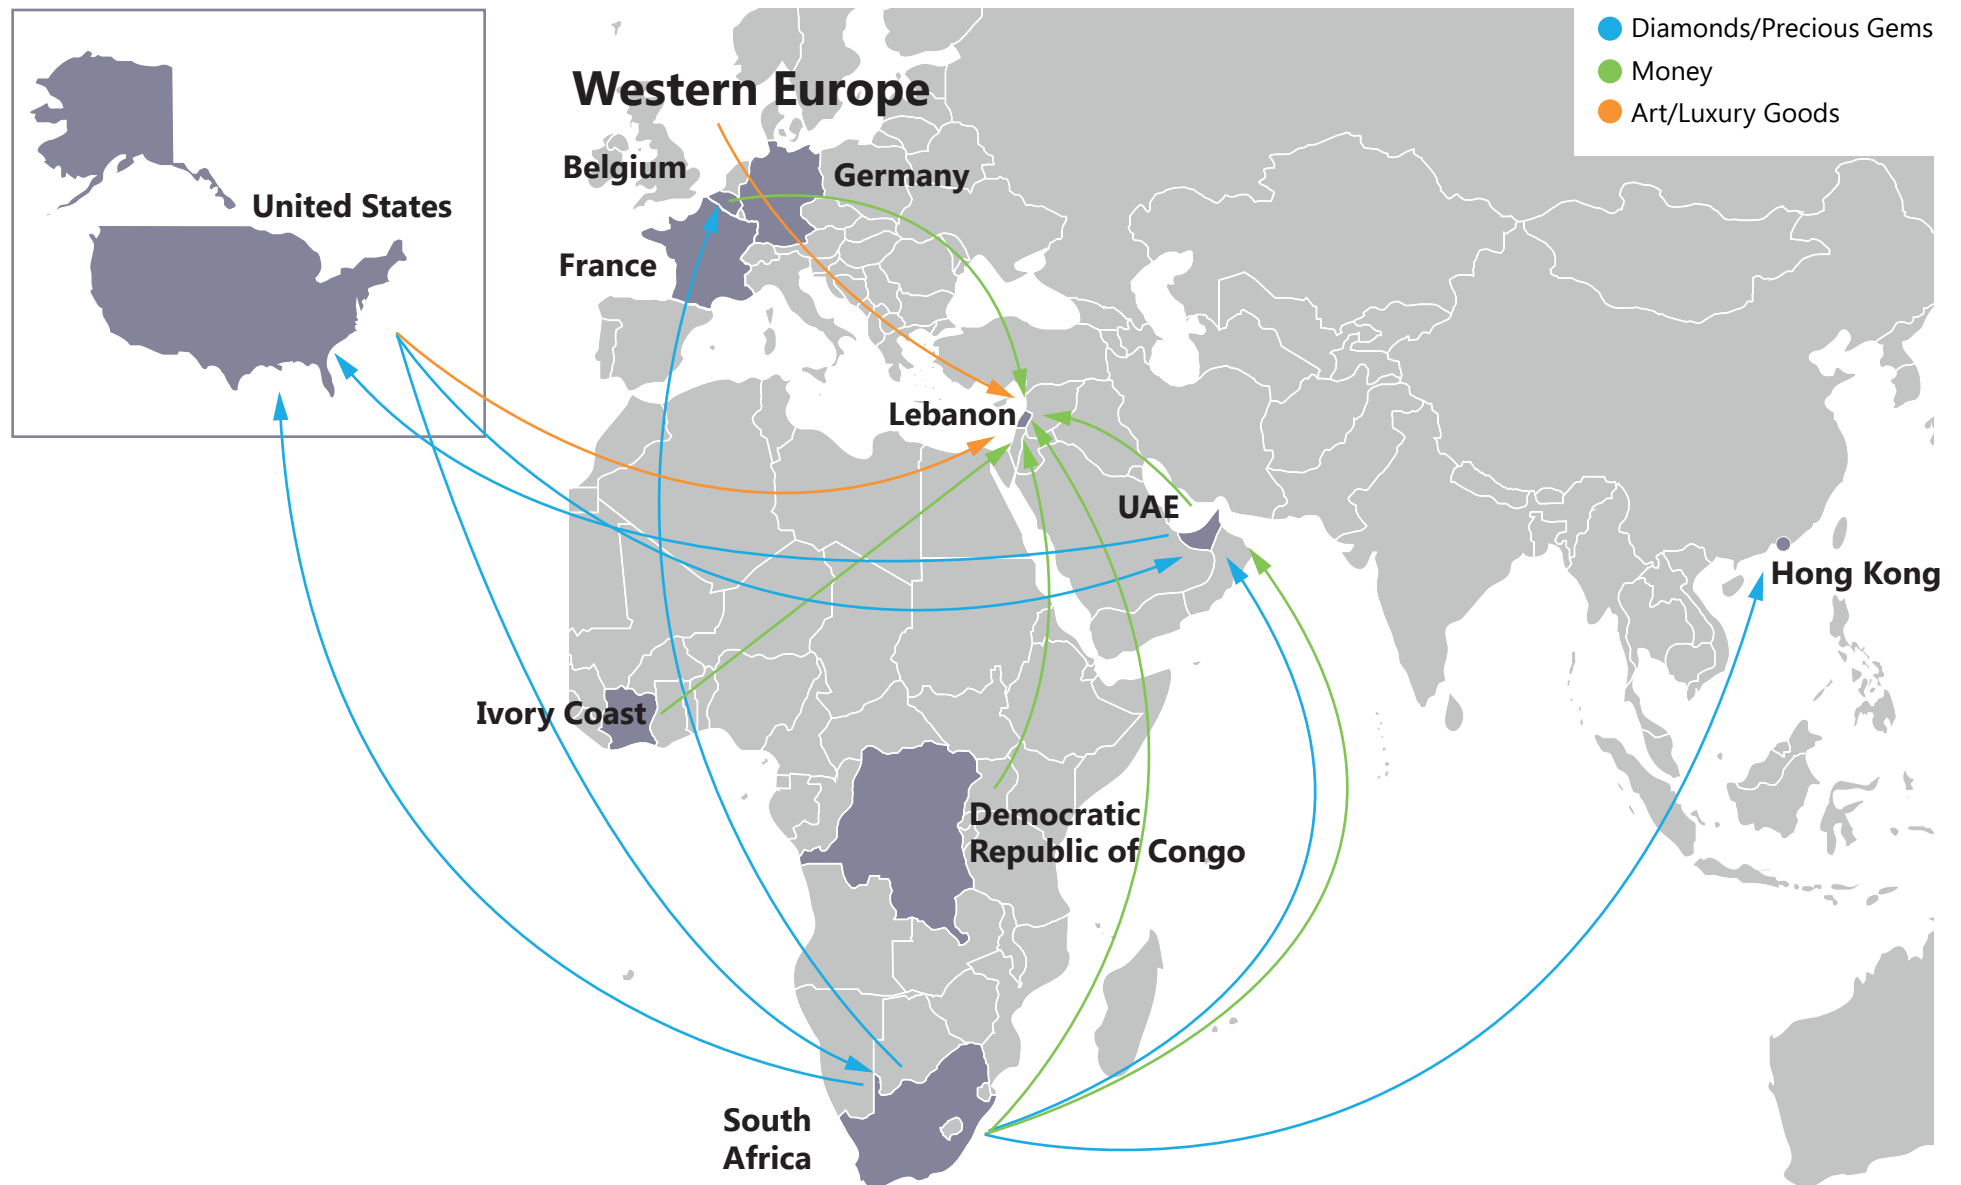 Diamonds/Precious Gems
Money
Art/Luxury Goods
Western Europe
Belgium
Germany
United States
France
Lebanon
UAE
Hong Kong
Ivory Coast
Democratic
Republic of Congo
South
Africa